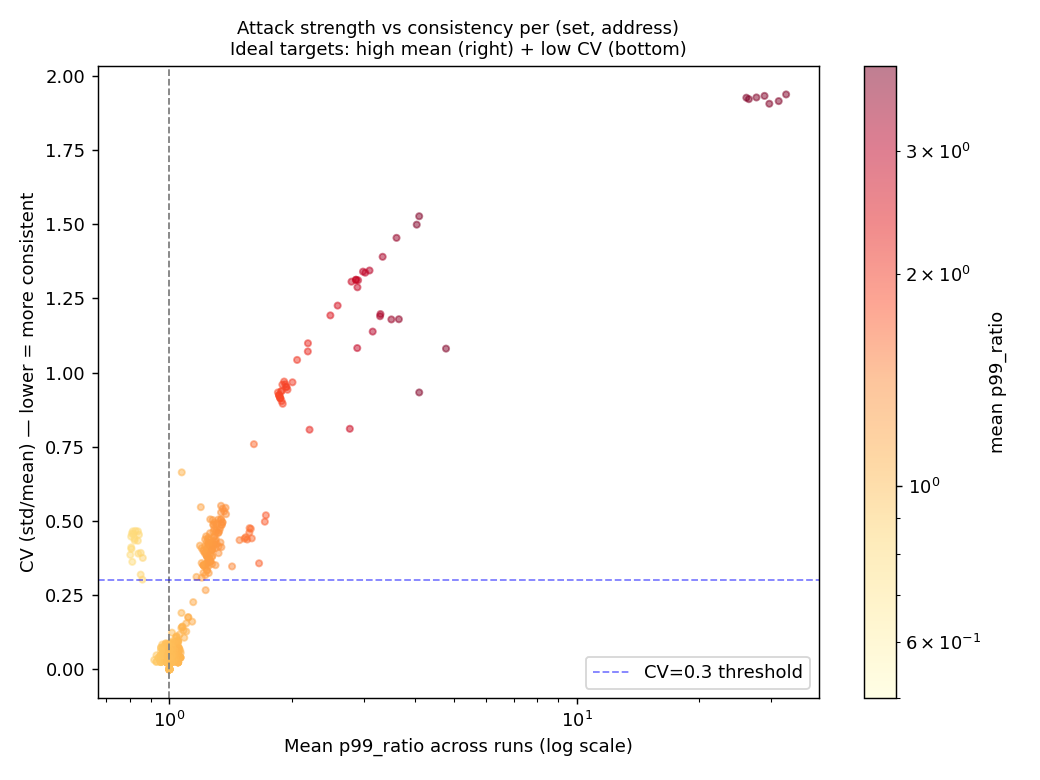 Attack strength vs consistency per (set, address)
Ideal targets: high mean (right) + low CV (bottom)
CV (std/mean) — lower = more consistent
2.00
1.75
1.50
1.25
1.00
0.75
0.50
0.25
0.00
10⁰
10¹
Mean p99_ratio across runs (log scale)
CV=0.3 threshold
3 × 10⁰
2 × 10⁰
10⁰
6 × 10⁻¹
mean p99_ratio